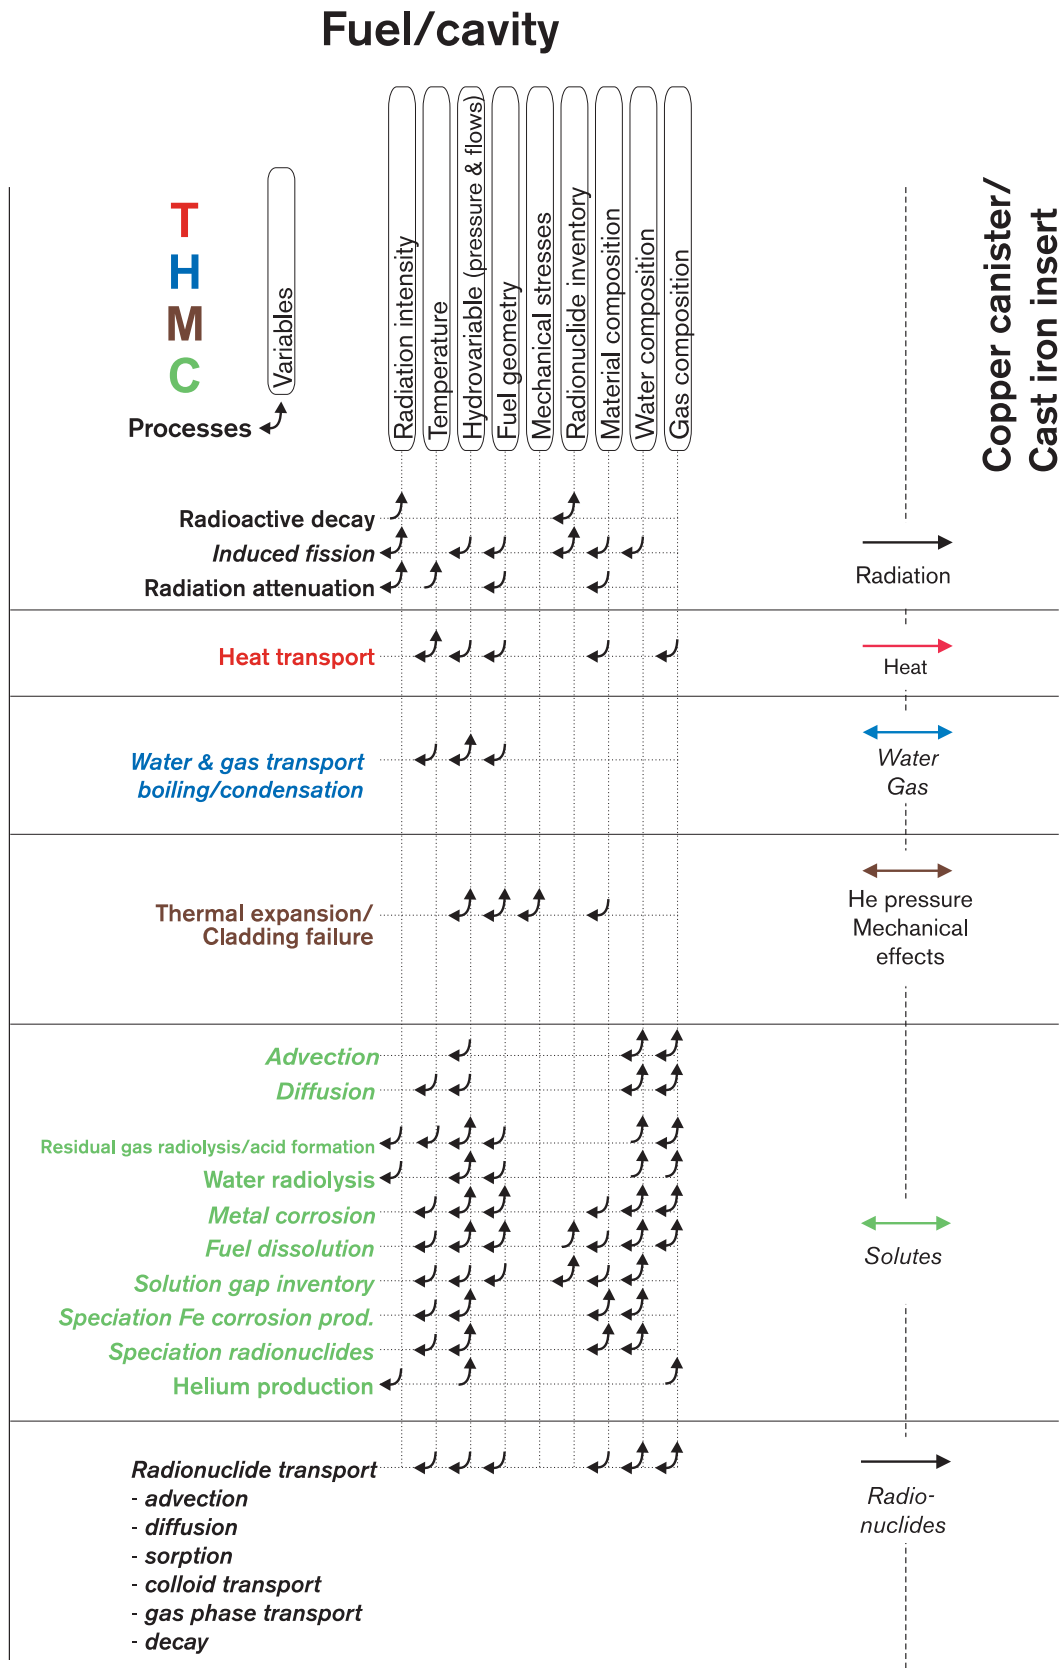 Fuel/cavity
T
H
M
C
Variables
Processes
Radiation intensity
Temperature
Hydrovariable (pressure & flows)
Fuel geometry
Mechanical stresses
Radionuclide inventory
Material composition
Water composition
Gas composition
Copper canister/
Cast iron insert
Radioactive decay
Induced fission
Radiation attenuation
Radiation
Heat transport
Heat
Water & gas transport
boiling/condensation
Water
Gas
Thermal expansion/
Cladding failure
He pressure
Mechanical
effects
Advection
Diffusion
Residual gas radiolysis/acid formation
Water radiolysis
Metal corrosion
Fuel dissolution
Solution gap inventory
Speciation Fe corrosion prod.
Speciation radionuclides
Helium production
Solutes
Radionuclide transport
- advection
- diffusion
- sorption
- colloid transport
- gas phase transport
- decay
Radio-
nuclides